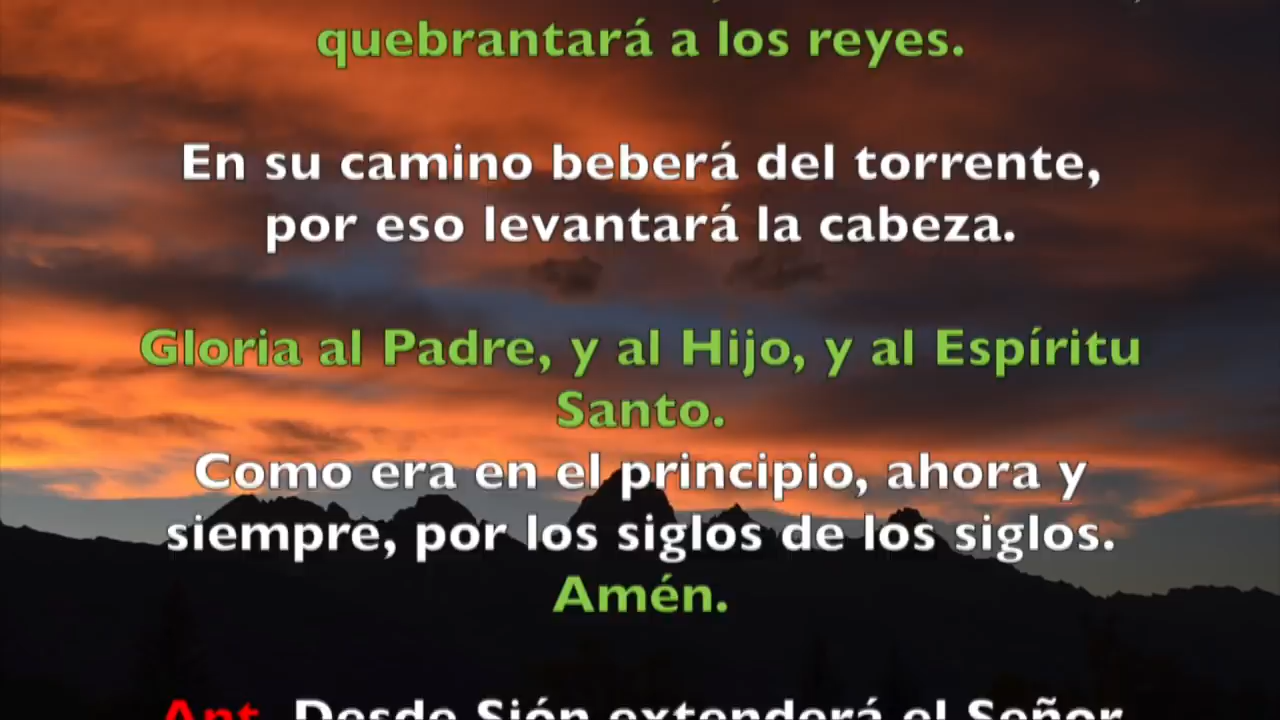 quebrantará a los reyes.
En su camino beberá del torrente,
por eso levantará la cabeza.
Gloria al Padre, y al Hijo, y al Espíritu
Santo.
Como era en el principio, ahora y
siempre, por los siglos de los siglos.
Amén.
Ant. Desde Sión extenderá el Señor